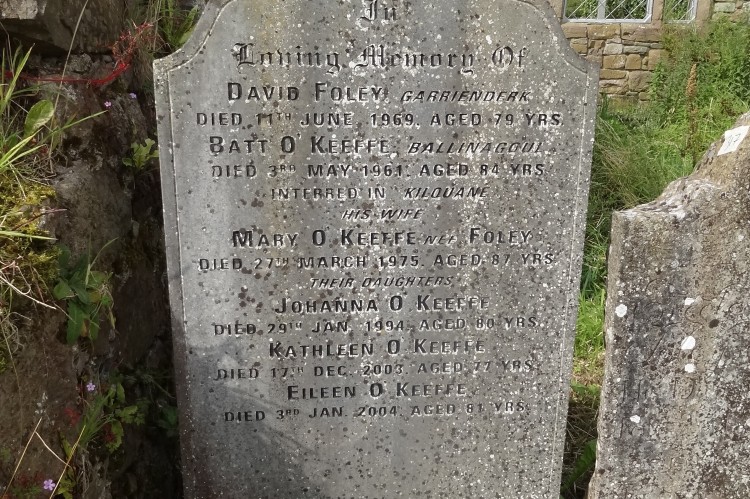 In
Loving Memory Of
DAVID FOLEY GARRIENDERK
DIED 11TH JUNE 1969, AGED 79 YRS.
BATT O'KEEFFE, BALLINAGOUL
DIED 3RD MAY 1961, AGED 84 YRS.
INTERRED IN KILQUANE
HIS WIFE
MARY O'KEEFFE NEE FOLEY
DIED 27TH MARCH 1975, AGED 87 YRS
THEIR DAUGHTERS,
JOHANNA O'KEEFFE
DIED 29TH JAN. 1994, AGED 80 YRS.
KATHLEEN O'KEEFFE
DIED 17TH DEC. 2003, AGED 77 YRS.
EILEEN O'KEEFFE
DIED 3RD JAN. 2004, AGED 81 YRS.